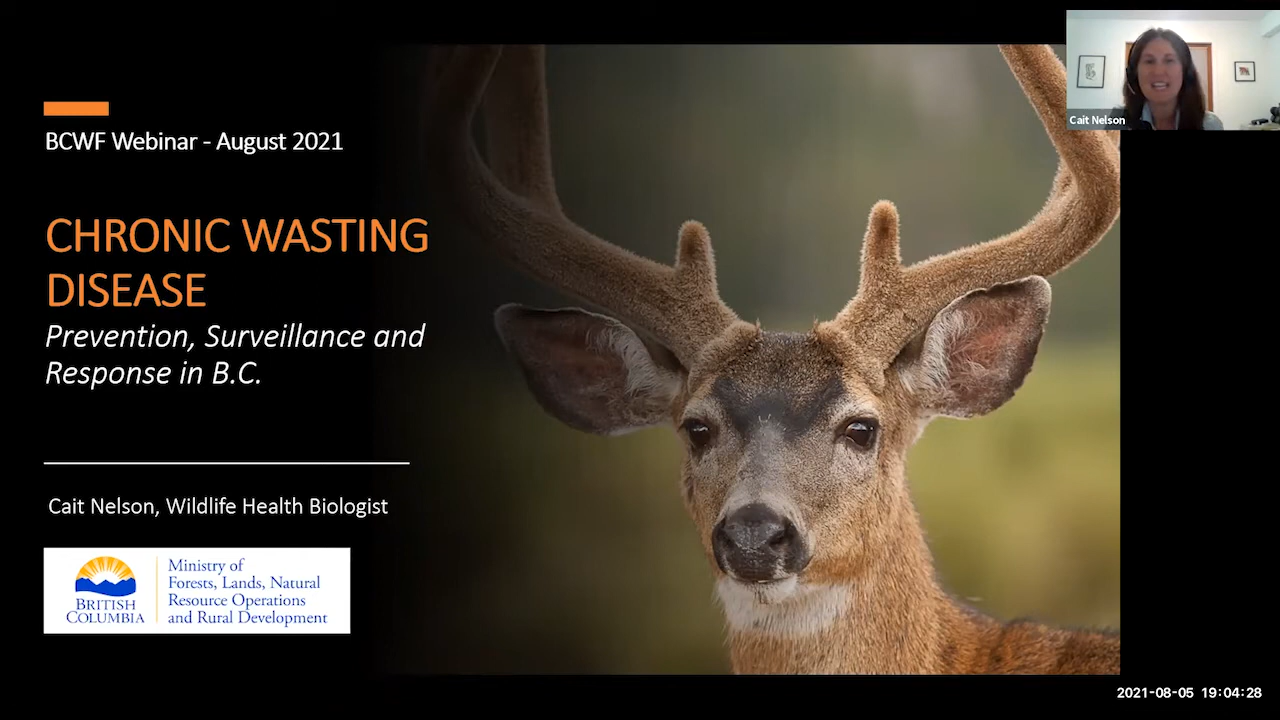 BCWF Webinar - August 2021
CHRONIC WASTING
DISEASE
Prevention, Surveillance and
Response in B.C.
Cait Nelson, Wildlife Health Biologist
BRITISH
COLUMBIA
Ministry of
Forests, Lands, Natural
Resource Operations
and Rural Development
Cait Nelson
2021-08-05 19:04:28